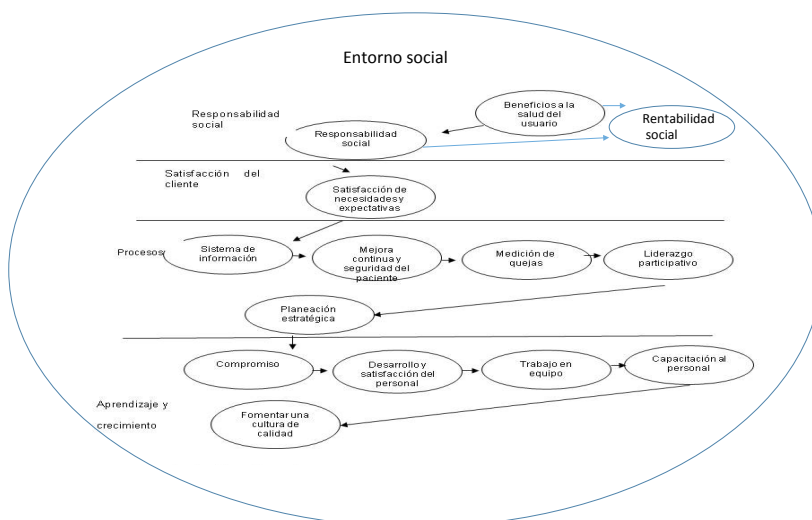 Entorno social
Responsabilidad
social
Beneficios a la
salud del
usuario
Rentabilidad
social
Responsabilidad
social
Satisfacción del
cliente
Satisfacción de
necesidades y
expectativas
Procesos
Sistema de
información
Mejora
continua y
seguridad del
paciente
Medición de
quejas
Liderazgo
participativo
Planeación
estratégica
Compromiso
Desarrollo y
satisfacción del
personal
Trabajo en
equipo
Capacitación al
personal
Aprendizaje y
crecimiento
Fomentar una
cultura de
calidad